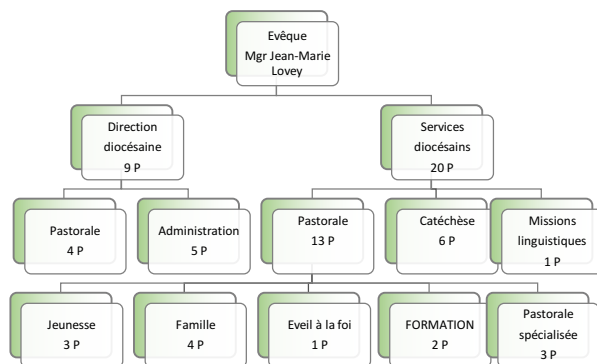 Evêque
Mgr Jean-Marie
Lovey
Direction
diocésaine
9 P
Services
diocésains
20 P
Pastorale
4 P
Administration
5 P
Pastorale
13 P
Catéchèse
6 P
Missions
linguistiques
1 P
Jeunesse
3 P
Famille
4 P
Eveil à la foi
1 P
FORMATION
2 P
Pastorale
spécialisée
3 P